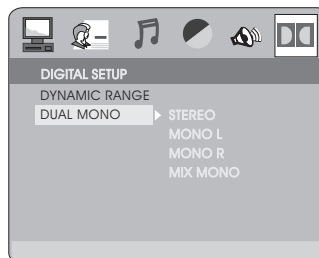 DIGITAL SETUP
DYNAMIC RANGE
DUAL MONO STEREO
MONO L
MONO R
MIX MONO